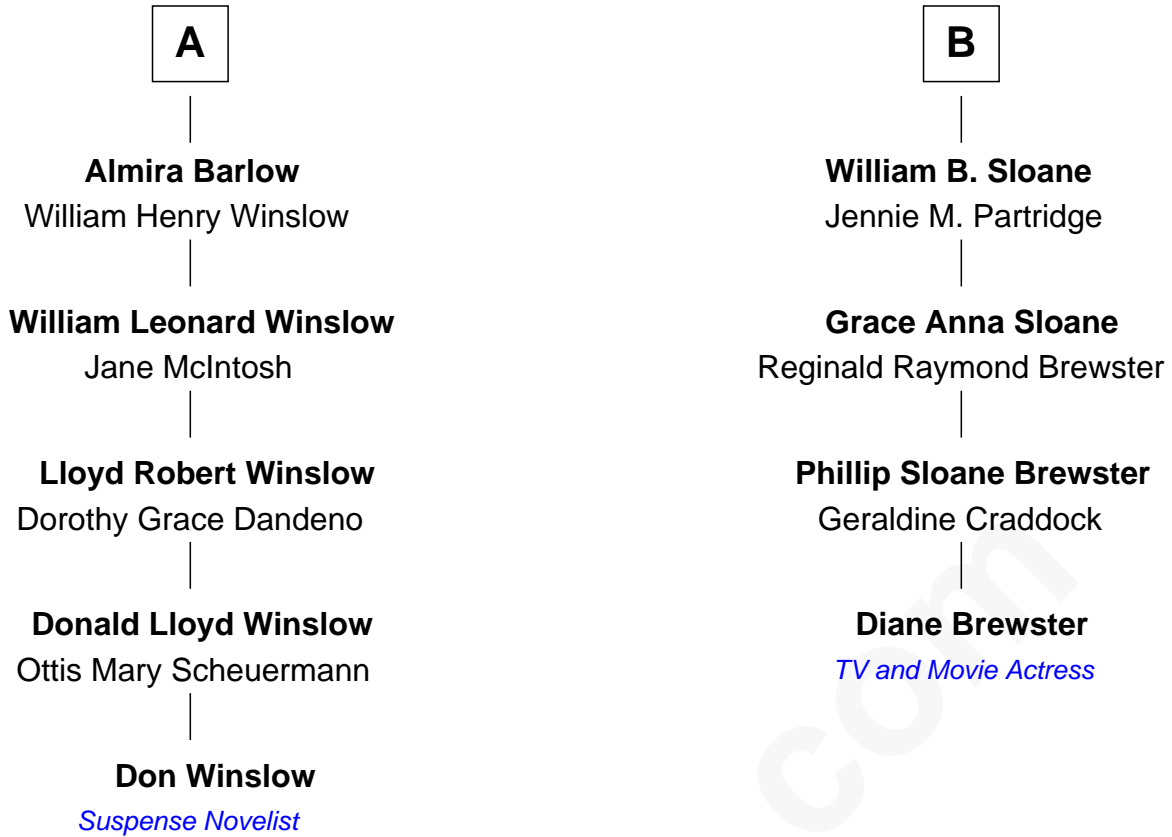 A
Almira Barlow
William Henry Winslow
William Leonard Winslow
Jane McIntosh
Lloyd Robert Winslow
Dorothy Grace Dandeno
Donald Lloyd Winslow
Ottis Mary Scheuermann
Don Winslow
Suspense Novelist
B
William B. Sloane
Jennie M. Partridge
Grace Anna Sloane
Reginald Raymond Brewster
Phillip Sloane Brewster
Geraldine Craddock
Diane Brewster
TV and Movie Actress
com